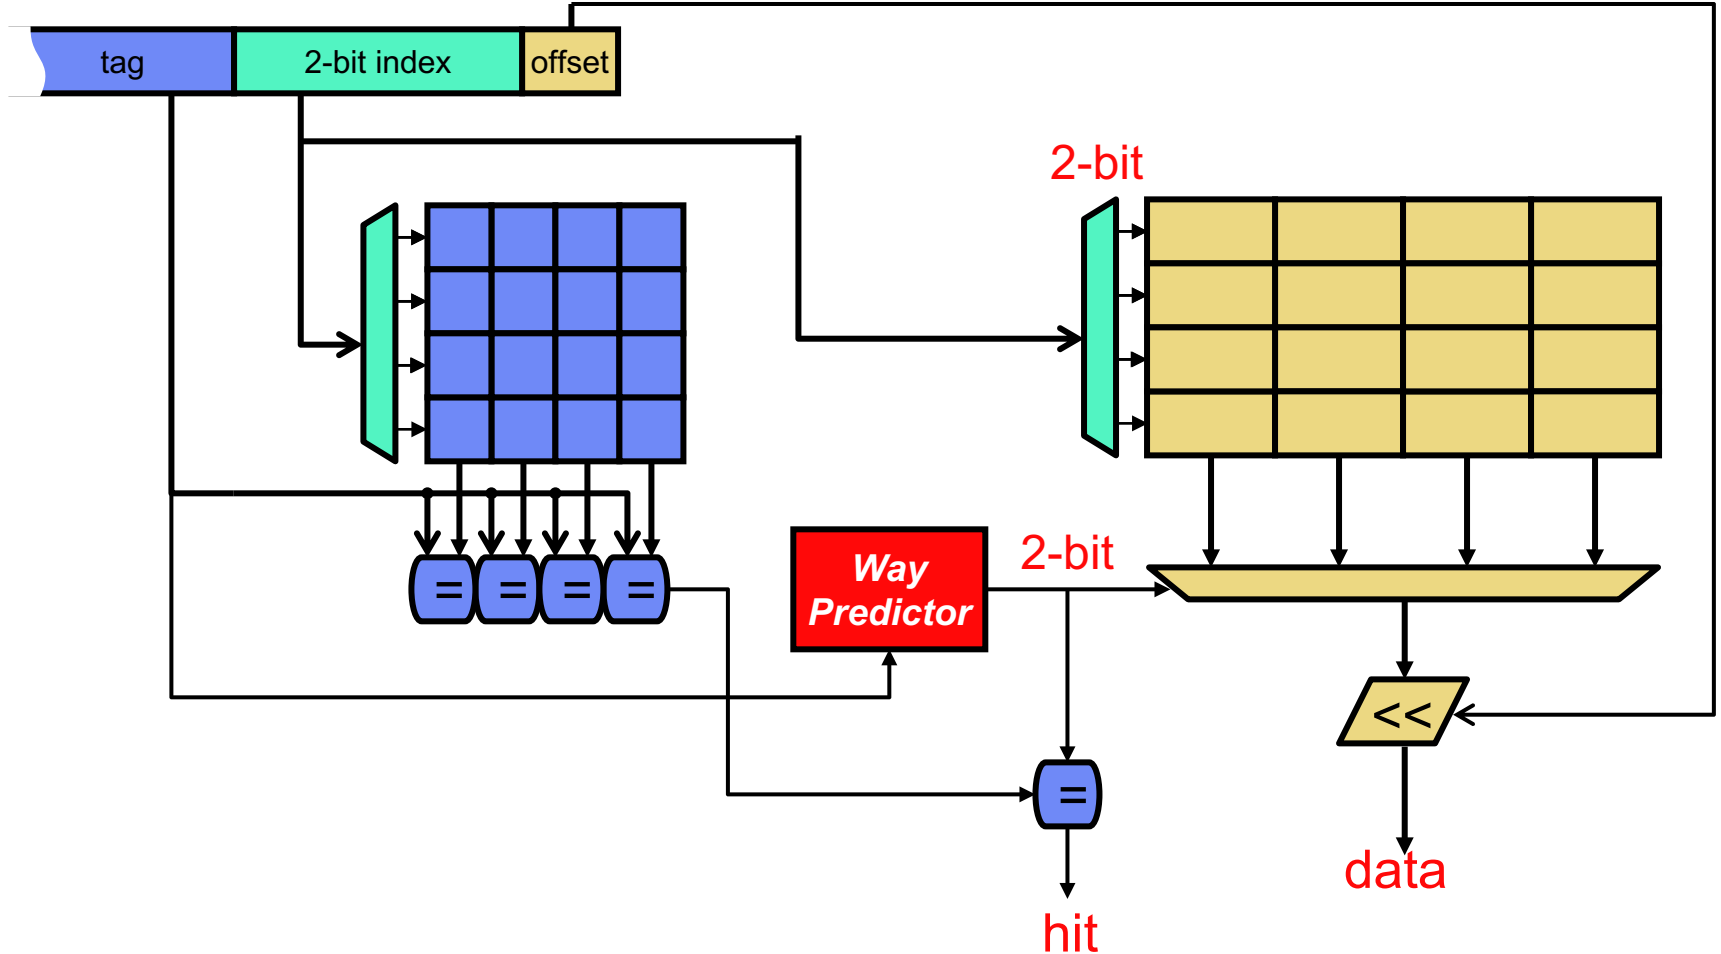 tag
2-bit index
offset
2-bit
= = = =
Way
Predictor
2-bit
<<
=
data
hit